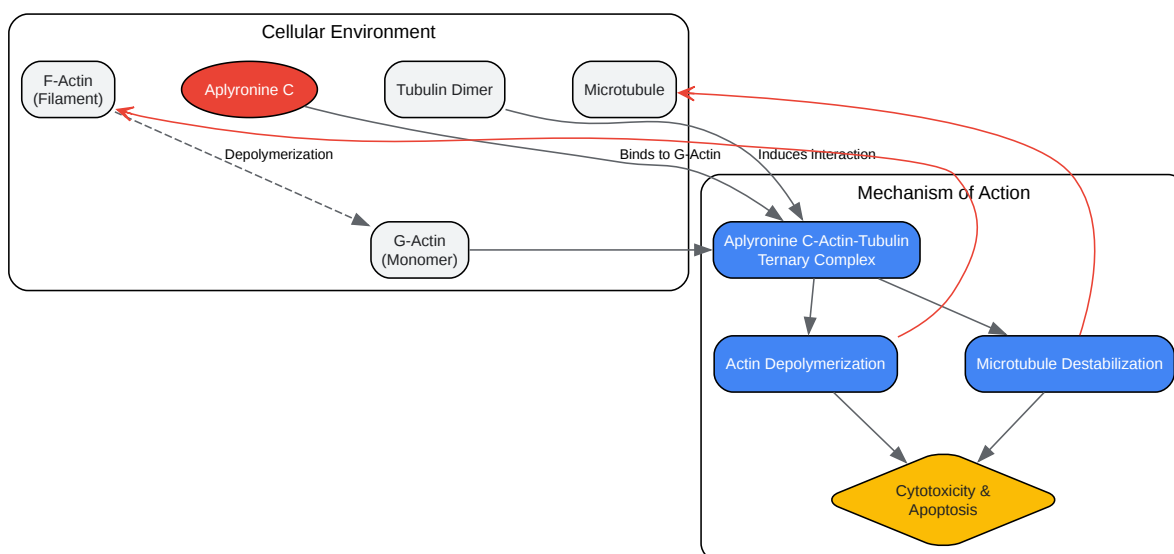 Cellular Environment
F-Actin
(Filament)
Aplyronine C
Tubulin Dimer
Microtubule
Depolymerization
Binds to G-Actin
Induces interaction
Mechanism of Action
G-Actin
(Monomer)
Aplyronine C-Actin-Tubulin
Ternary Complex
Actin Depolymerization
Microtubule Destabilization
Cytotoxicity &
Apoptosis